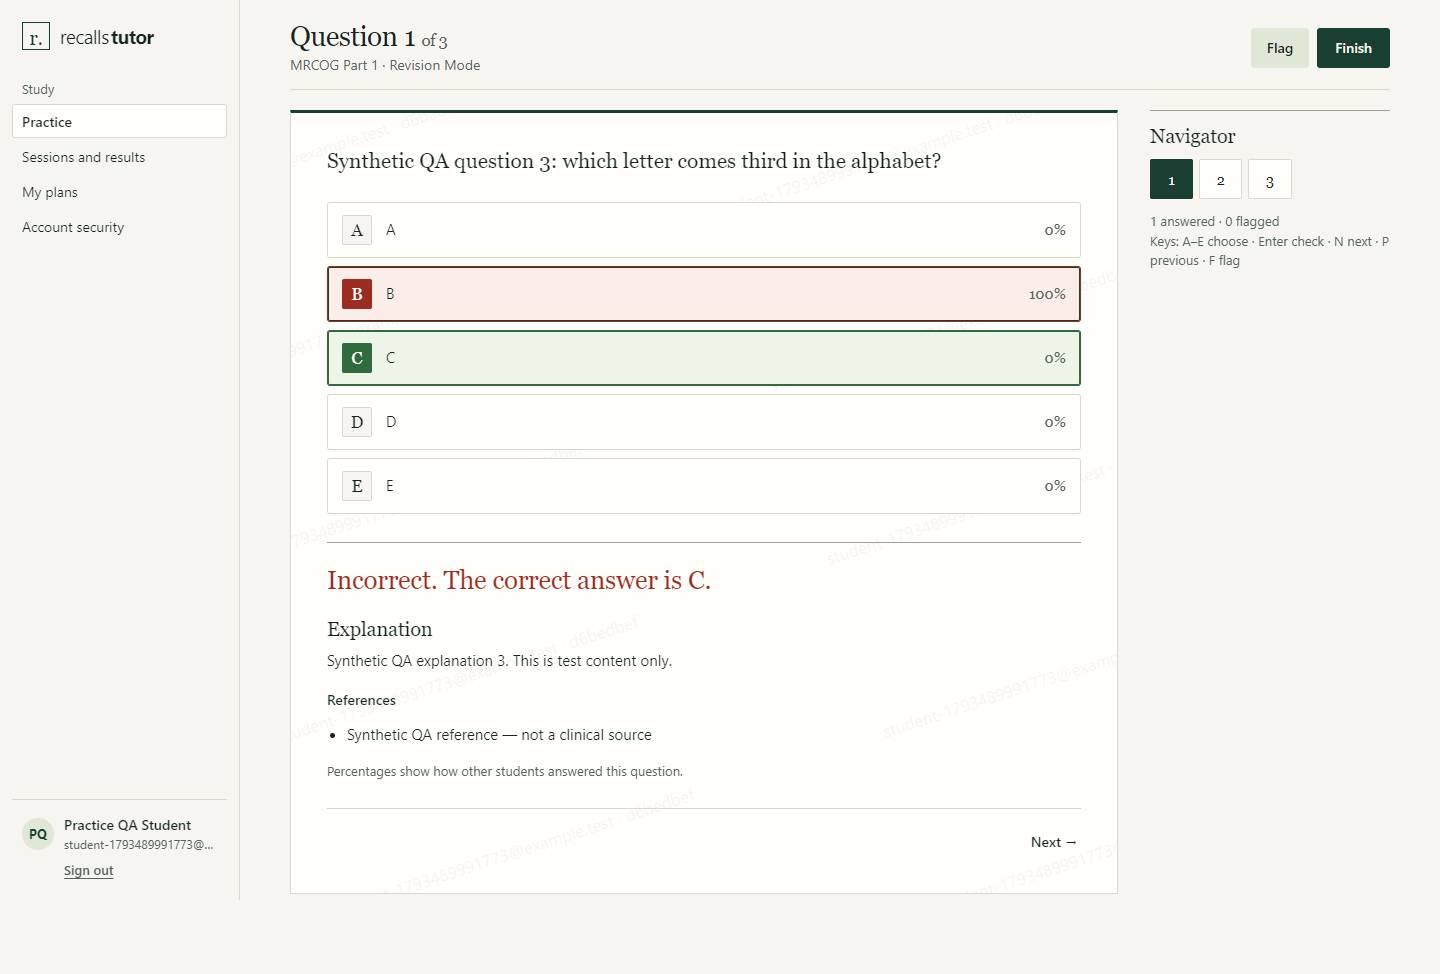 r. recallstutor
Study
Practice
Sessions and results
My plans
Account security
PQ
Practice QA Student
student-1793489991773@...
Sign out
Question 1 of 3
MRCOG Part 1 · Revision Mode
Flag
Finish
Synthetic QA question 3: which letter comes third in the alphabet?
A A 0%
B B 100%
C C 0%
D D 0%
E E 0%
Incorrect. The correct answer is C.
Explanation
Synthetic QA explanation 3. This is test content only.
References
• Synthetic QA reference — not a clinical source
Percentages show how other students answered this question.
Next →
Navigator
1 2 3
1 answered · 0 flagged
Keys: A–E choose · Enter check · N next · P
previous · F flag